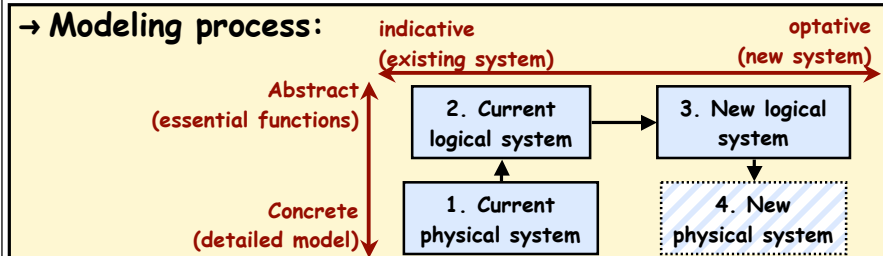 → Modeling process:
indicative
(existing system)
optative
(new system)
Abstract
(essential functions)
2. Current
logical system
3. New logical
system
Concrete
(detailed model)
1. Current
physical system
4. New
physical system